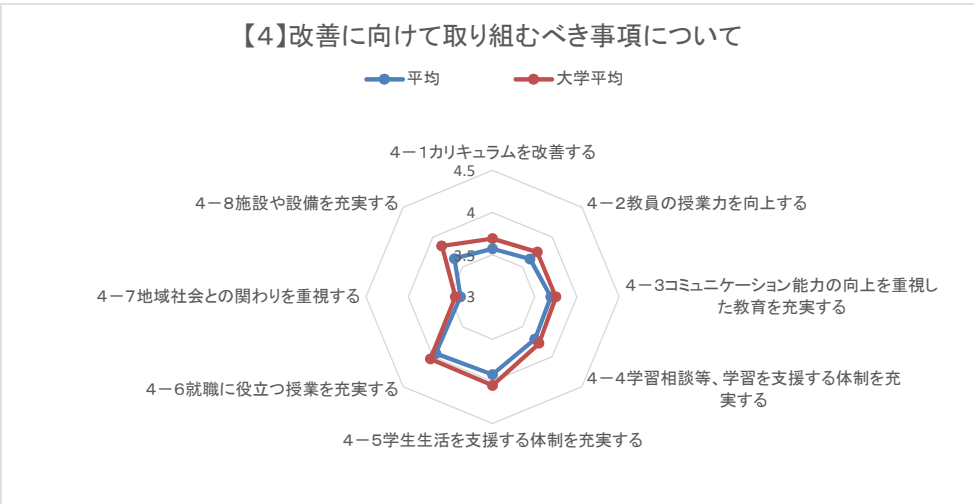 【４】改善に向けて取り組むべき事項について
平均
大学平均
４－１カリキュラムを改善する
4.5
４－８施設や設備を充実する
４－２教員の授業力を向上する
4
3.5
４－７地域社会との関わりを重視する
3
４－３コミュニケーション能力の向上を重視し
た教育を充実する
４－６就職に役立つ授業を充実する
４－４学習相談等、学習を支援する体制を充
実する
４－５学生生活を支援する体制を充実する